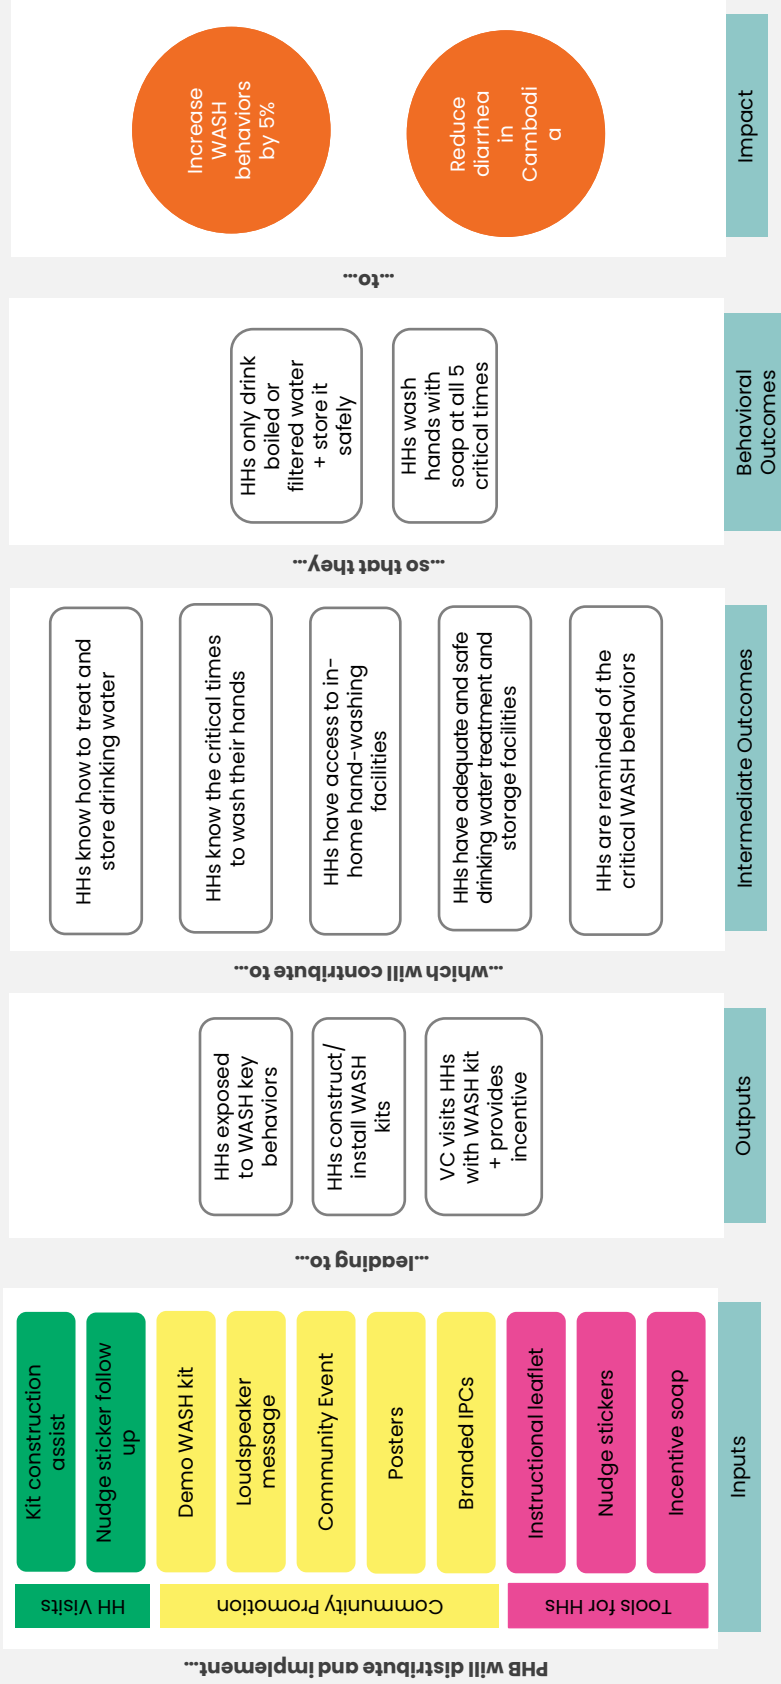 PHB will distribute and implement...
HH Visits
Kit construction
assist
Nudge sticker follow
up
Community Promotion
Demo WASH kit
Loudspeaker
message
Community Event
Posters
Branded IPCs
Tools for HHs
Instructional leaflet
Nudge stickers
Incentive soap
Inputs
...leading to...
HHs exposed
to WASH key
behaviors
HHs construct/
install WASH
kits
VC visits HHs
with WASH kit
+ provides
incentive
Outputs
...which will contribute to...
HHs know how to treat and
store drinking water
HHs know the critical times
to wash their hands
HHs have access to in-
home hand-washing
facilities
HHs have adequate and safe
drinking water treatment and
storage facilities
HHs are reminded of the
critical WASH behaviors
Intermediate Outcomes
...so that they...
HHs only drink
boiled or
filtered water
+ store it
safely
HHs wash
hands with
soap at all 5
critical times
Behavioral
Outcomes
...to...
Increase
WASH
behaviors
by 5%
Reduce
diarrhea
in
Cambodi
a
Impact